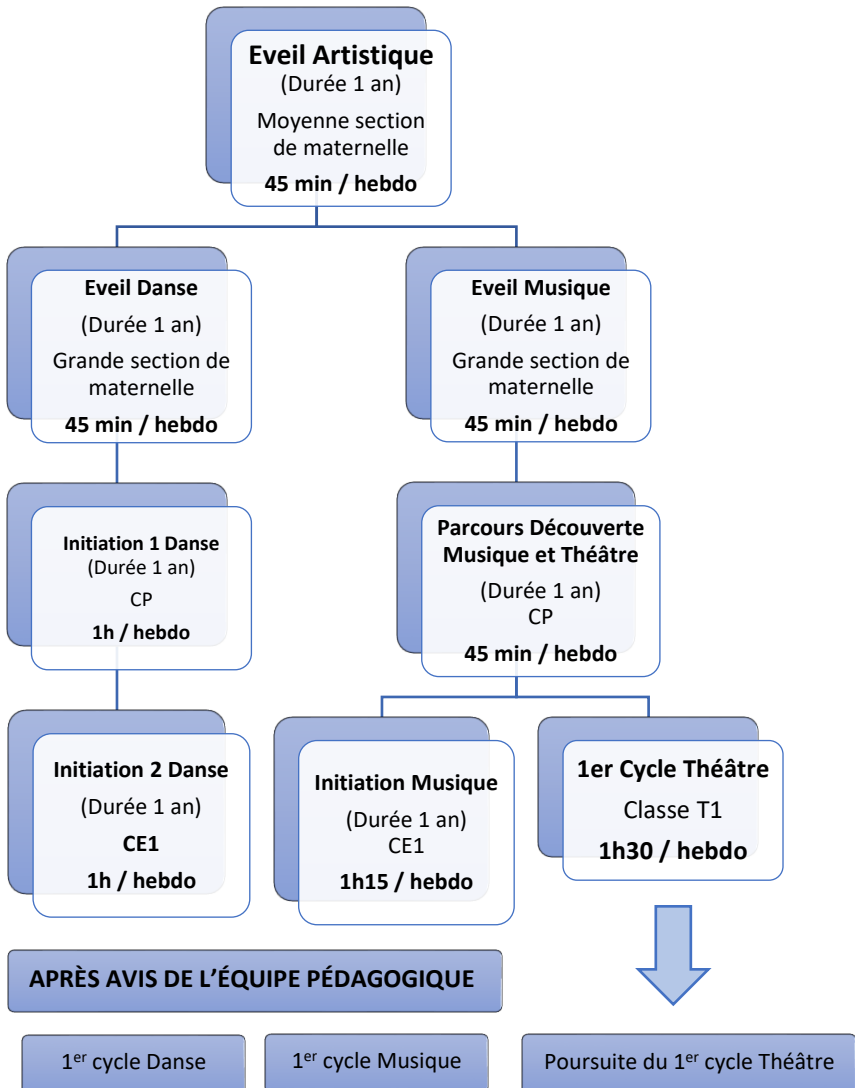 Eveil Artistique
(Durée 1 an)
Moyenne section
de maternelle
45 min / hebdo
Eveil Danse
(Durée 1 an)
Grande section de
maternelle
45 min / hebdo
Eveil Musique
(Durée 1 an)
Grande section de
maternelle
45 min / hebdo
Initiation 1 Danse
(Durée 1 an)
CP
1h / hebdo
Parcours Découverte
Musique et Théâtre
(Durée 1 an)
CP
45 min / hebdo
Initiation 2 Danse
(Durée 1 an)
CE1
1h / hebdo
Initiation Musique
(Durée 1 an)
CE1
1h15 / hebdo
1er Cycle Théâtre
Classe T1
1h30 / hebdo
APRÈS AVIS DE L’ÉQUIPE PÉDAGOGIQUE
1er cycle Danse
1er cycle Musique
Poursuite du 1er cycle Théâtre